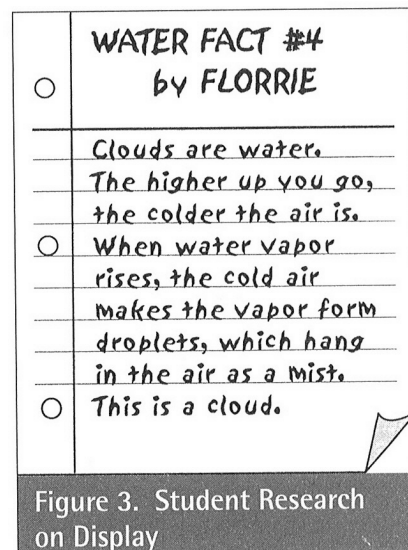 WATER FACT #4
by FLORRIE
Clouds are water.
The higher up you go,
the colder the air is.
When water vapor
rises, the cold air
makes the vapor form
droplets, which hang
in the air as a mist.
This is a cloud.
Figure 3. Student Research
on Display